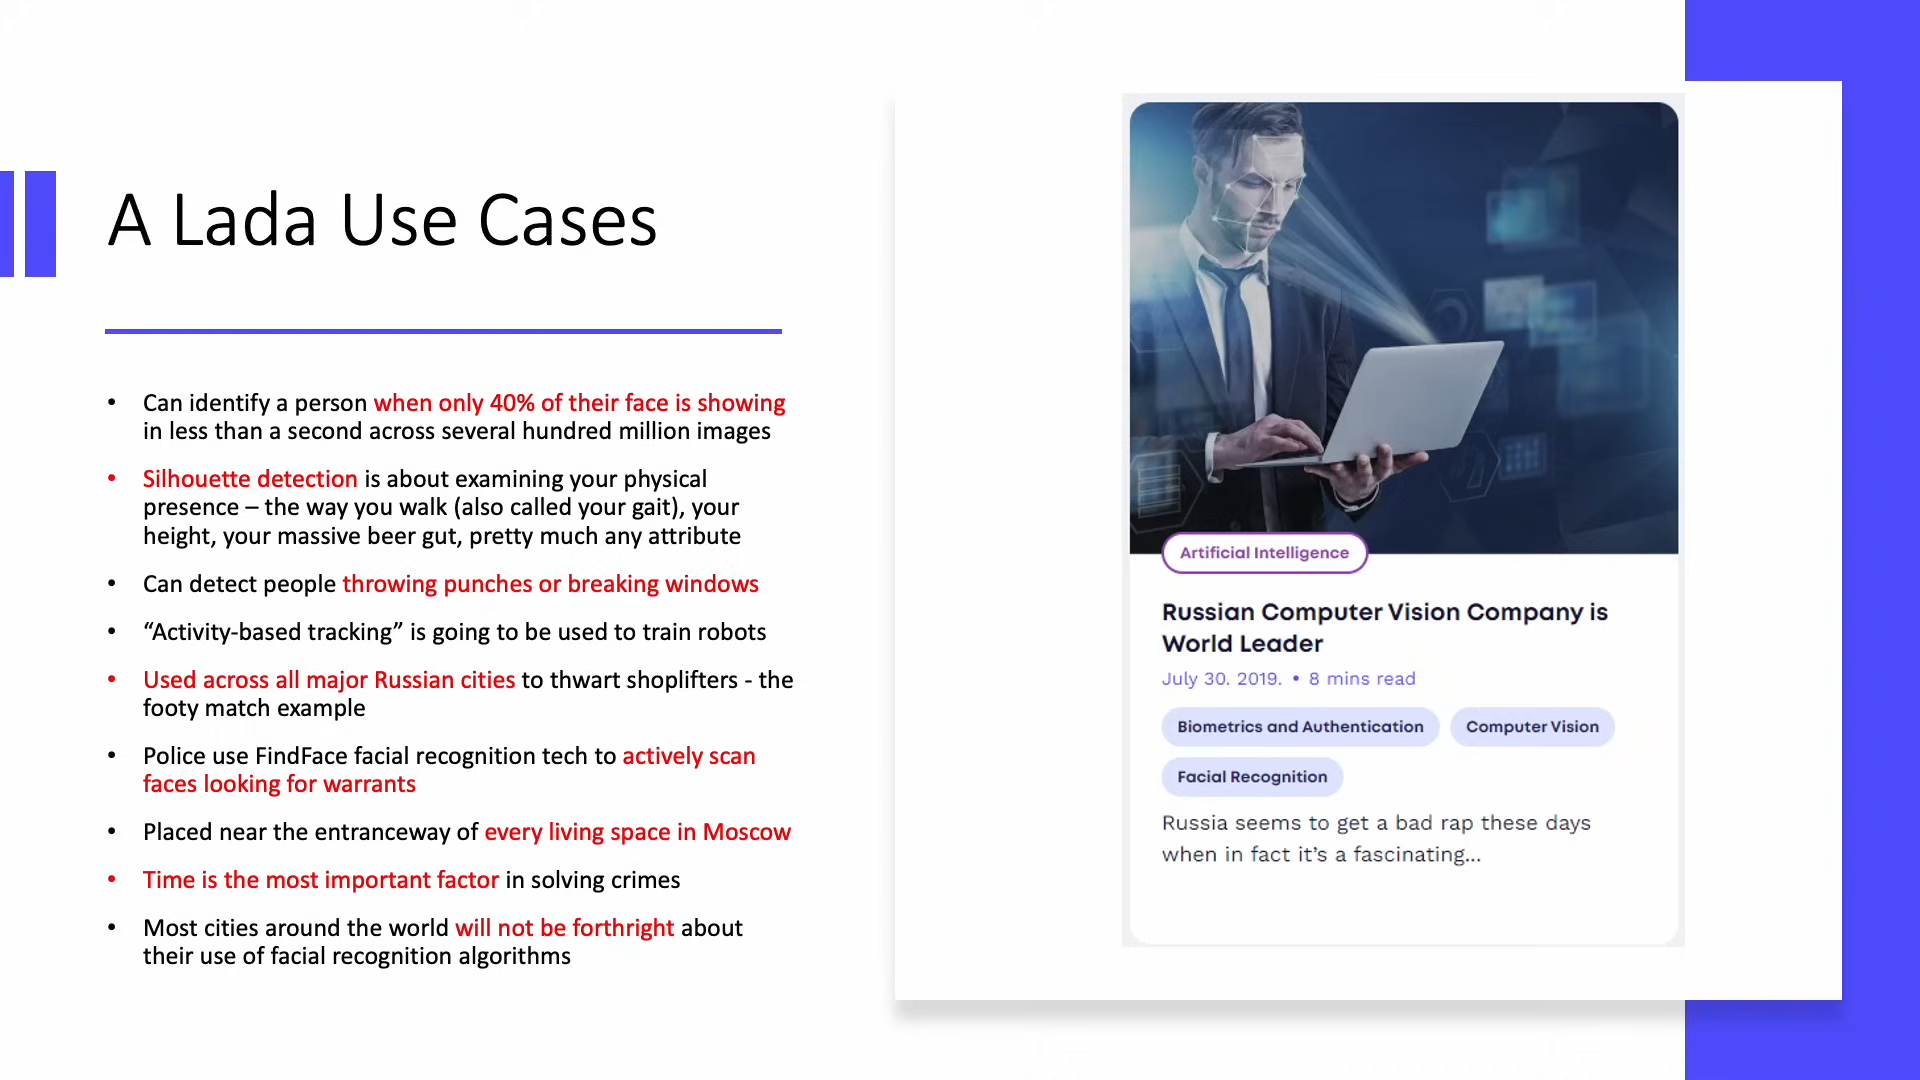 A Lada Use Cases
• Can identify a person when only 40% of their face is showing
in less than a second across several hundred million images
• Silhouette detection is about examining your physical
presence – the way you walk (also called your gait), your
height, your massive beer gut, pretty much any attribute
• Can detect people throwing punches or breaking windows
• “Activity-based tracking” is going to be used to train robots
• Used across all major Russian cities to thwart shoplifters - the
footy match example
• Police use FindFace facial recognition tech to actively scan
faces looking for warrants
• Placed near the entranceway of every living space in Moscow
• Time is the most important factor in solving crimes
• Most cities around the world will not be forthright about
their use of facial recognition algorithms
Artificial Intelligence
Russian Computer Vision Company is
World Leader
July 30. 2019. • 8 mins read
Biometrics and Authentication
Computer Vision
Facial Recognition
Russia seems to get a bad rap these days
when in fact it’s a fascinating...